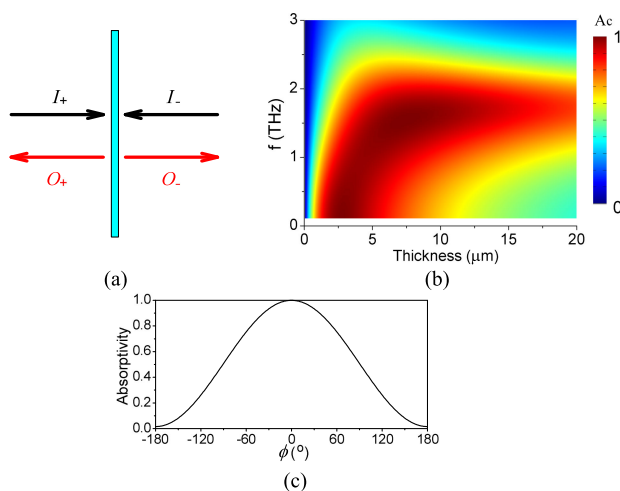 I+
I-
O+
O-
(a)
Ac
1
0
3
2
1
0
f (THz)
0
5
10
15
20
Thickness (μm)
(b)
1.0
0.8
0.6
0.4
0.2
0.0
Absorptivity
-180
-120
-60
0
60
120
180
ϕ(°)
(c)